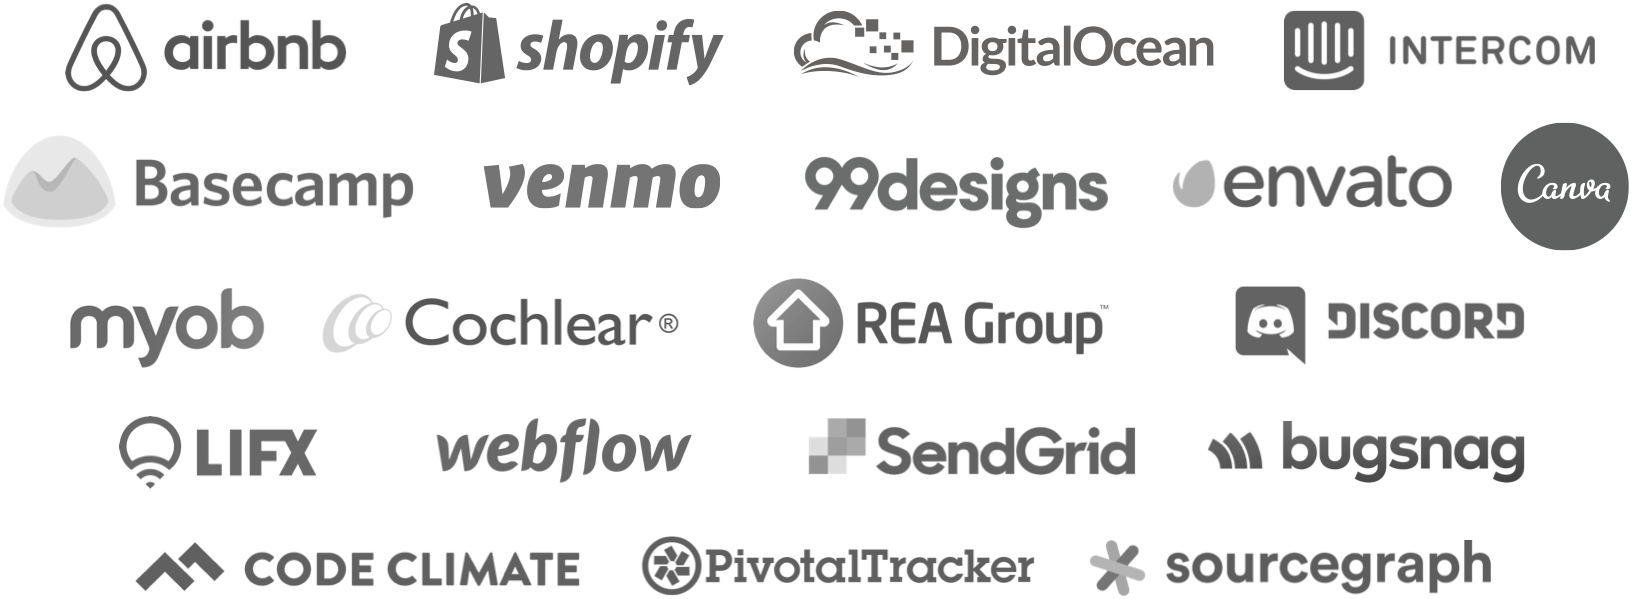 airbnb shopify DigitalOcean INTERCOM
Basecamp venmo 99designs envato Canva
myob Cochlear® REA Group™ DISCORD
LIFX webflow SendGrid bugsnag
CODE CLIMATE PivotalTracker sourcegraph